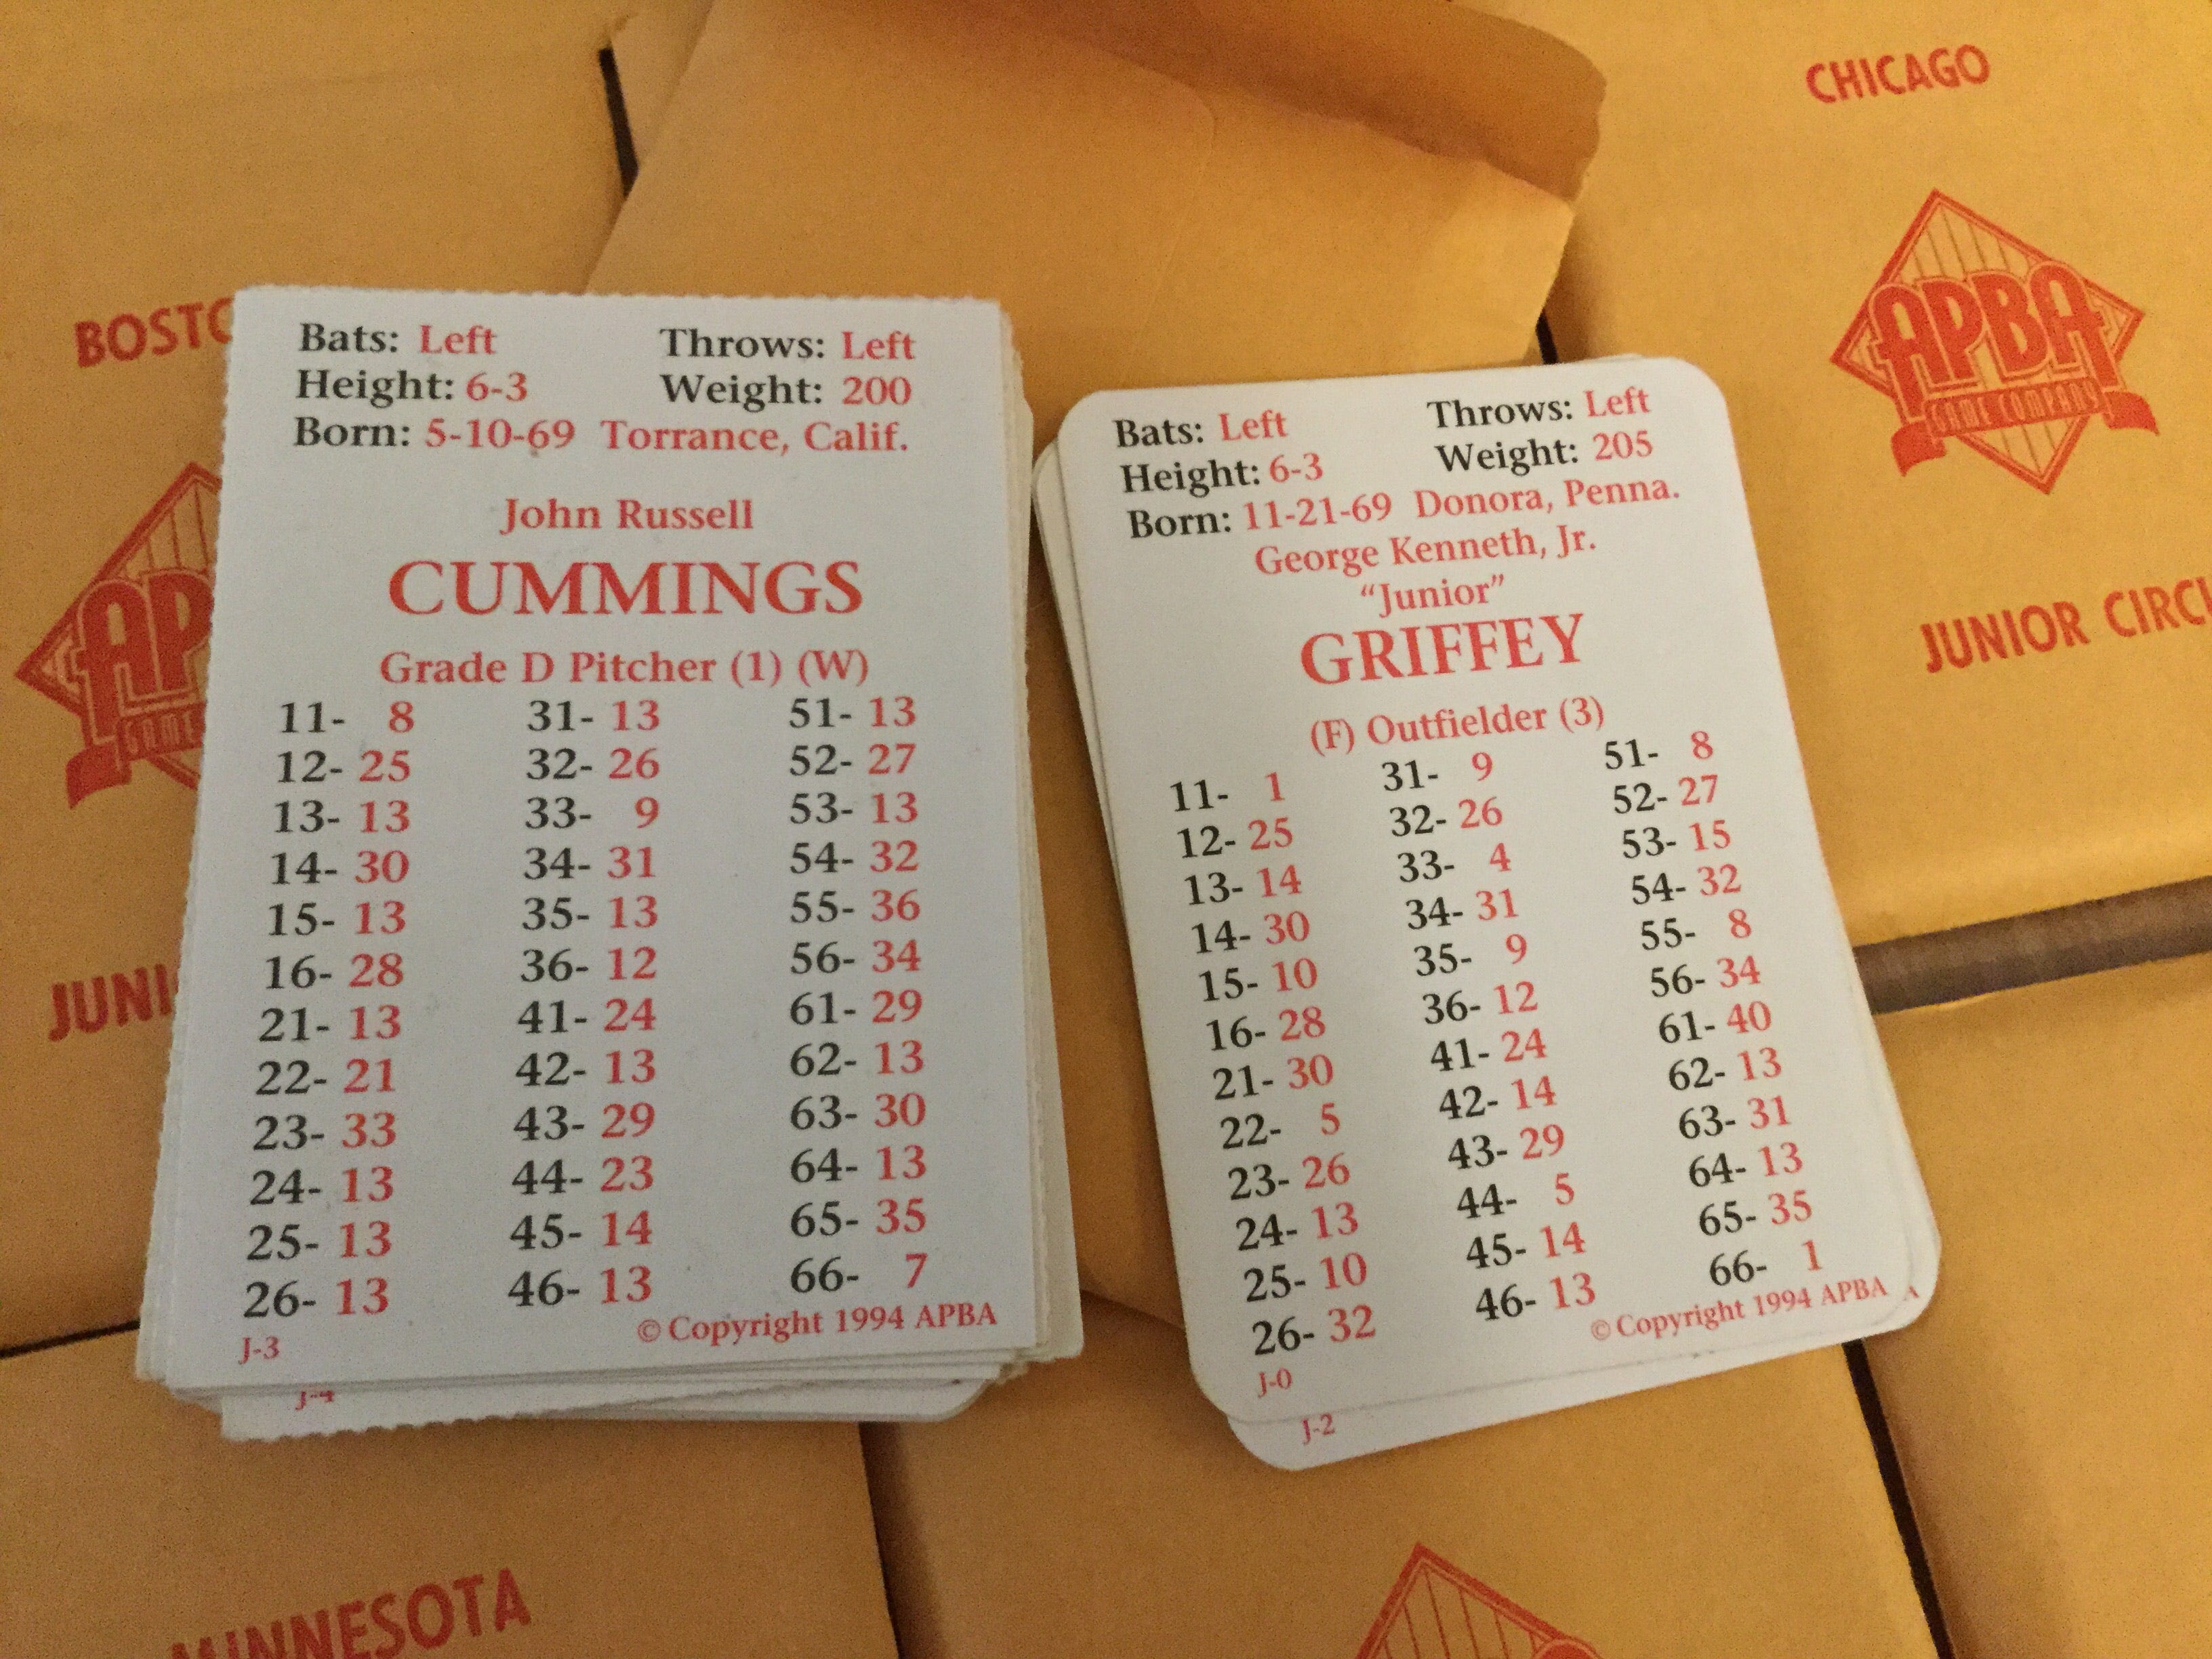 CHICAGO
APBA
GAME COMPANY
JUNIOR
BOSTO
AP
GAME
JUNI
Bats: Left Throws: Left
Height: 6-3 Weight: 200
Born: 5-10-69 Torrance, Calif.
John Russell
CUMMINGS
Grade D Pitcher (1) (W)
11- 8 31- 13 51- 13
12- 25 32- 26 52- 27
13- 13 33- 9 53- 13
14- 30 34- 31 54- 32
15- 13 35- 13 55- 36
16- 28 36- 12 56- 34
21- 13 41- 24 61- 29
22- 21 42- 13 62- 13
23- 33 43- 29 63- 30
24- 13 44- 23 64- 13
25- 13 45- 14 65- 35
26- 13 46- 13 66- 7
J-3 © Copyright 1994 APBA
J-4
Bats: Left Throws: Left
Height: 6-3 Weight: 205
Born: 11-21-69 Donora, Penna.
George Kenneth, Jr.
“Junior”
GRIFFEY
(F) Outfielder (3)
11- 1 31- 9 51- 8
12- 25 32- 26 52- 27
13- 14 33- 4 53- 15
14- 30 34- 31 54- 32
15- 10 35- 9 55- 8
16- 28 36- 12 56- 34
21- 30 41- 24 61- 40
22- 5 42- 14 62- 13
23- 26 43- 29 63- 31
24- 13 44- 5 64- 13
25- 10 45- 14 65- 35
26- 32 46- 13 66- 1
J-0 © Copyright 1994 APBA A
J-2
MINNESOTA